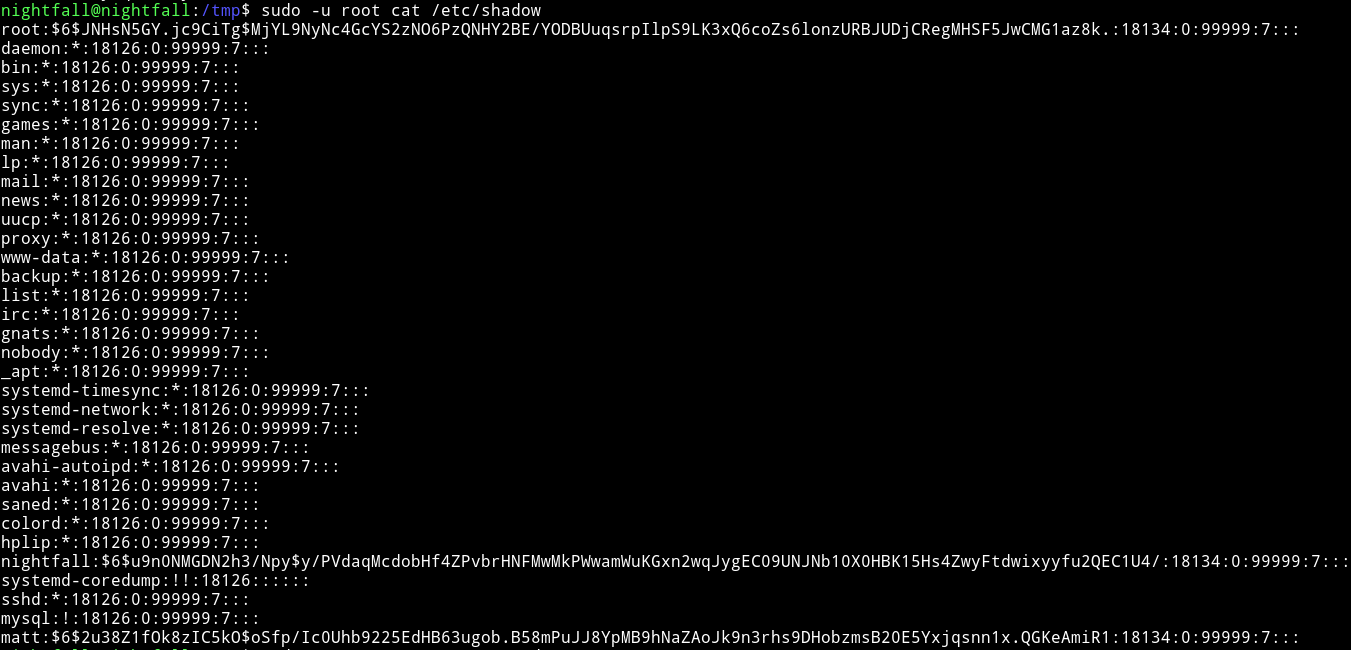 nightfall@nightfall:/tmp$ sudo -u root cat /etc/shadow
root:$6$JNHsN5GY.jc9CiTg$MjYL9NyNc4GcYS2zNO6PzQNHY2BE/YODBUuqsrpIlpS9LK3xQ6coZs6lonzURBJUDjCRegMHSF5JwCMG1az8k.:18134:0:99999:7:::
daemon:*:18126:0:99999:7:::
bin:*:18126:0:99999:7:::
sys:*:18126:0:99999:7:::
sync:*:18126:0:99999:7:::
games:*:18126:0:99999:7:::
man:*:18126:0:99999:7:::
lp:*:18126:0:99999:7:::
mail:*:18126:0:99999:7:::
news:*:18126:0:99999:7:::
uucp:*:18126:0:99999:7:::
proxy:*:18126:0:99999:7:::
www-data:*:18126:0:99999:7:::
backup:*:18126:0:99999:7:::
list:*:18126:0:99999:7:::
irc:*:18126:0:99999:7:::
gnats:*:18126:0:99999:7:::
nobody:*:18126:0:99999:7:::
_apt:*:18126:0:99999:7:::
systemd-timesync:*:18126:0:99999:7:::
systemd-network:*:18126:0:99999:7:::
systemd-resolve:*:18126:0:99999:7:::
messagebus:*:18126:0:99999:7:::
avahi-autoipd:*:18126:0:99999:7:::
avahi:*:18126:0:99999:7:::
saned:*:18126:0:99999:7:::
colord:*:18126:0:99999:7:::
hplip:*:18126:0:99999:7:::
nightfall:$6$u9n0NMGDN2h3/Npy$y/PVdaqMcdobHf4ZPvbrHNFMwMkPWwamWuKGxn2wqJygEC09UNJNb10X0HBK15Hs4ZwyFtdwixyyfu2QEC1U4/:18134:0:99999:7:::
systemd-coredump:!!:18126::::::
sshd:*:18126:0:99999:7:::
mysql:!:18126:0:99999:7:::
matt:$6$2u38Z1fOk8zIC5kO$oSfp/Ic0Uhb9225EdHB63ugob.B58mPuJJ8YpMB9hNaZAoJk9n3rhs9DHobzmsB20E5Yxjqsnn1x.QGKeAmiR1:18134:0:99999:7:::